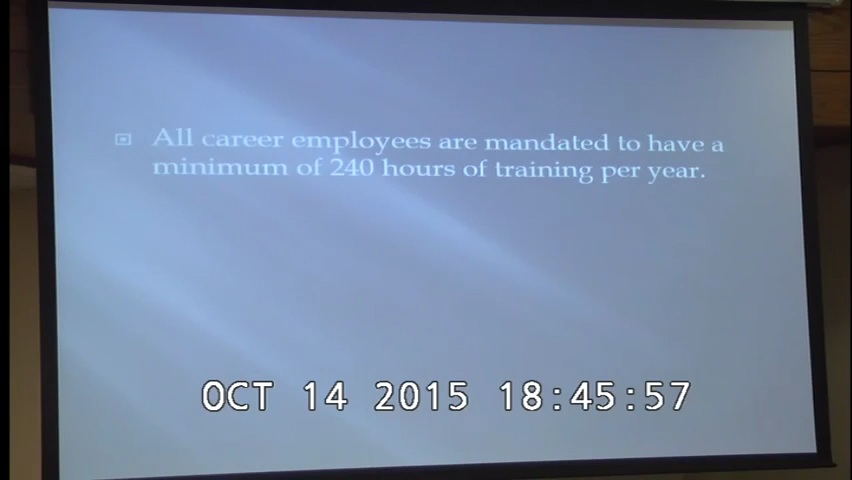 All career employees are mandated to have a
minimum of 240 hours of training per year.
OCT 14 2015 18:45:57